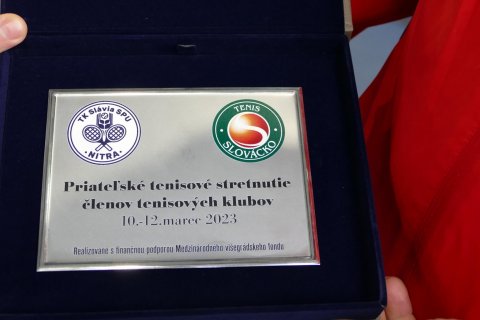 TK Slávia SPU
NITRA
TENIS
SLOVÁCKO
Priateľské tenisové stretnutie
členov tenisových klubov
10.-12.marec 2023
Realizované s finančnou podporou Medzinárodného višegradskeho fondu